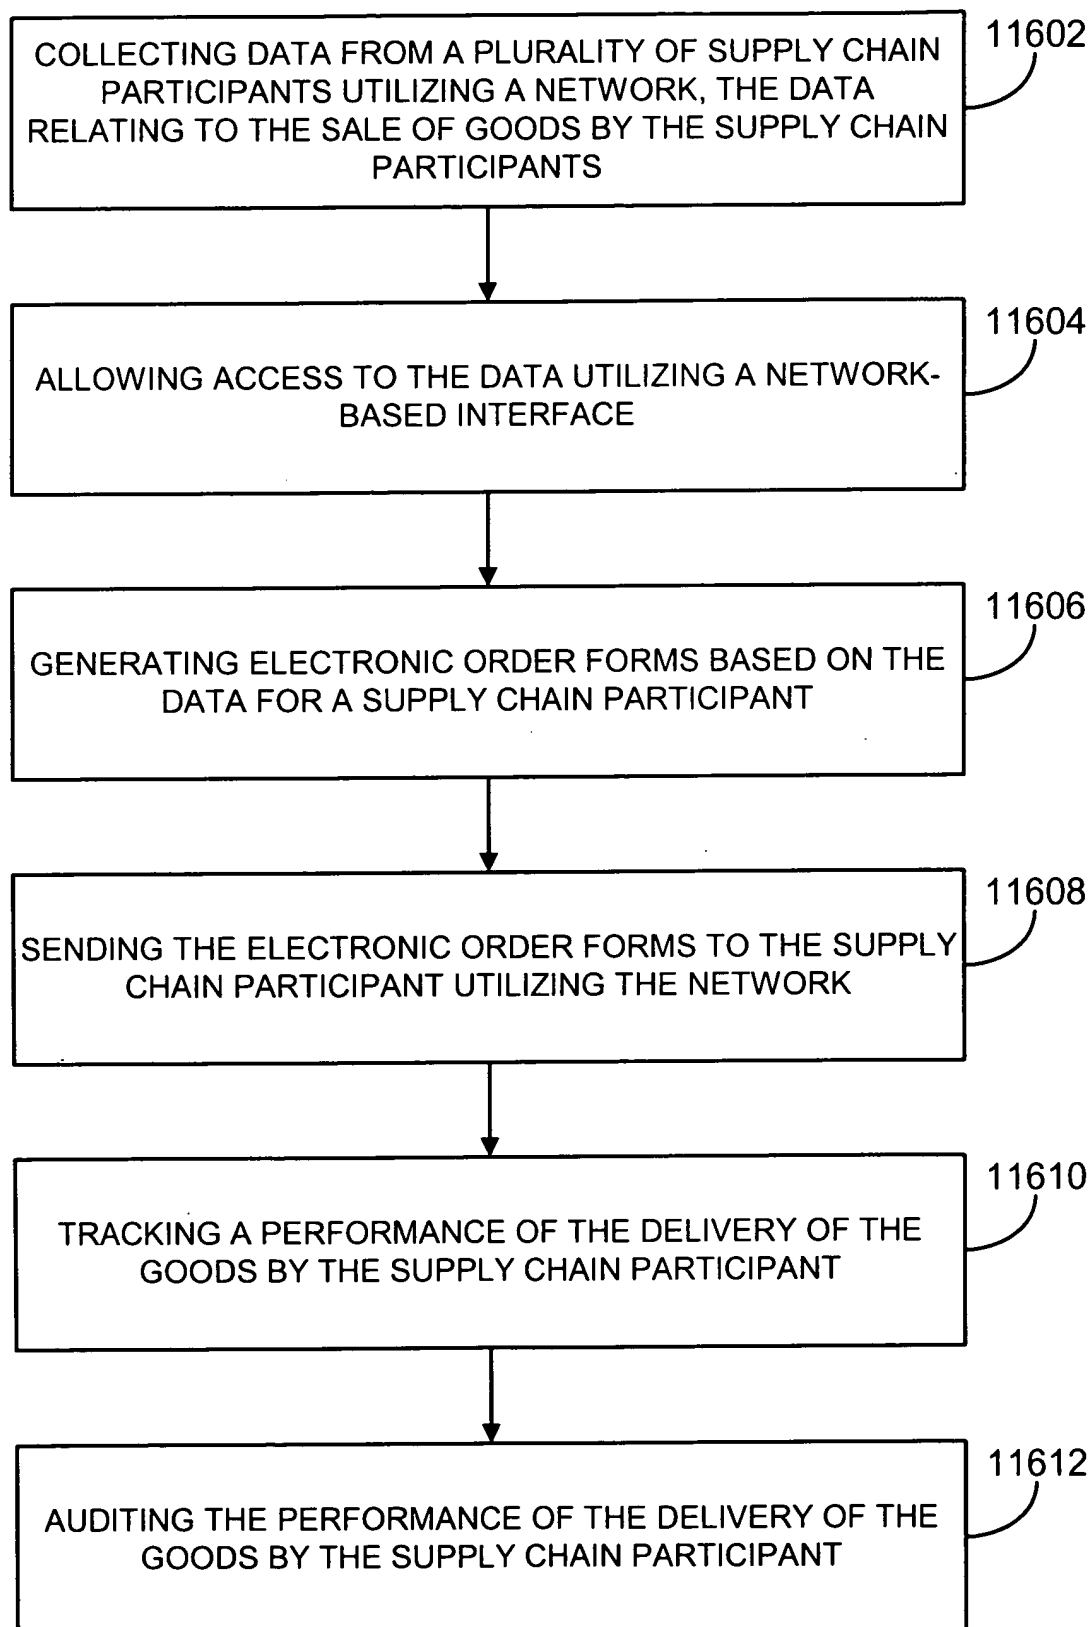 11602
COLLECTING DATA FROM A PLURALITY OF SUPPLY CHAIN
PARTICIPANTS UTILIZING A NETWORK, THE DATA
RELATING TO THE SALE OF GOODS BY THE SUPPLY CHAIN
PARTICIPANTS
11604
ALLOWING ACCESS TO THE DATA UTILIZING A NETWORK-
BASED INTERFACE
11606
GENERATING ELECTRONIC ORDER FORMS BASED ON THE
DATA FOR A SUPPLY CHAIN PARTICIPANT
11608
SENDING THE ELECTRONIC ORDER FORMS TO THE SUPPLY
CHAIN PARTICIPANT UTILIZING THE NETWORK
11610
TRACKING A PERFORMANCE OF THE DELIVERY OF THE
GOODS BY THE SUPPLY CHAIN PARTICIPANT
11612
AUDITING THE PERFORMANCE OF THE DELIVERY OF THE
GOODS BY THE SUPPLY CHAIN PARTICIPANT